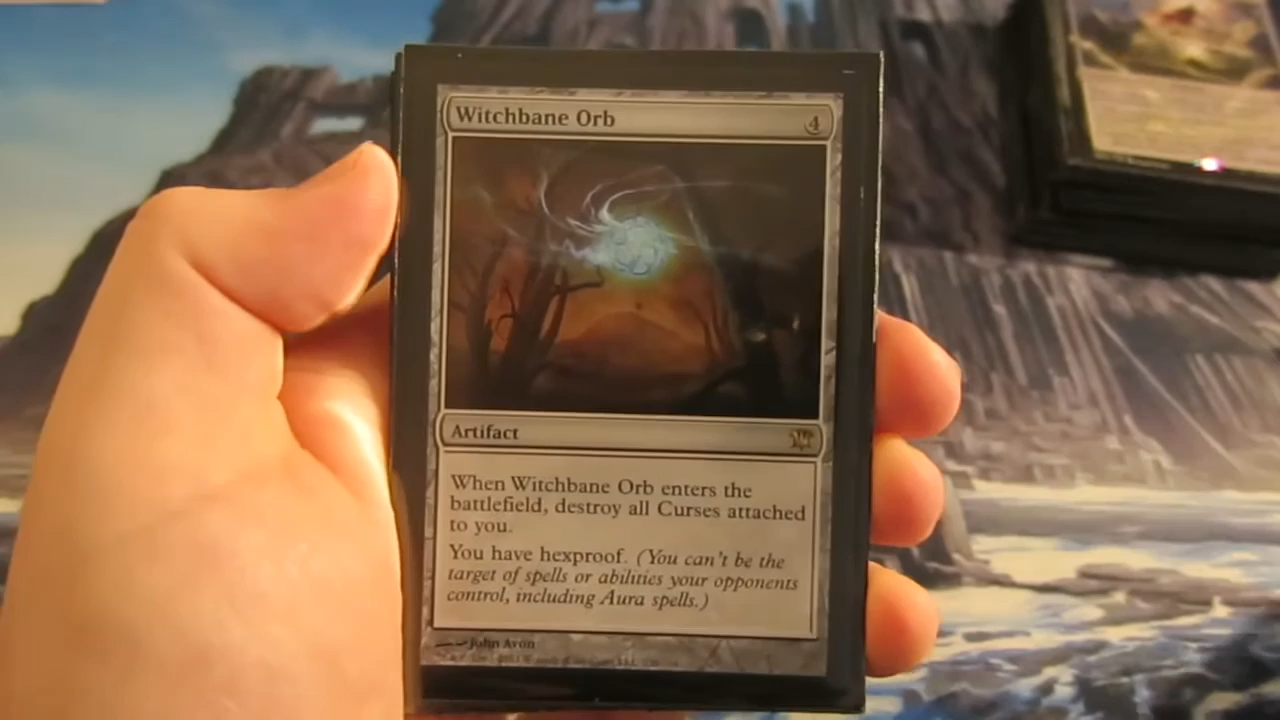 Witchbane Orb 4
Artifact
When Witchbane Orb enters the
battlefield, destroy all Curses attached
to you.
You have hexproof. (You can't be the
target of spells or abilities your opponents
control, including Aura spells.)
John Avon